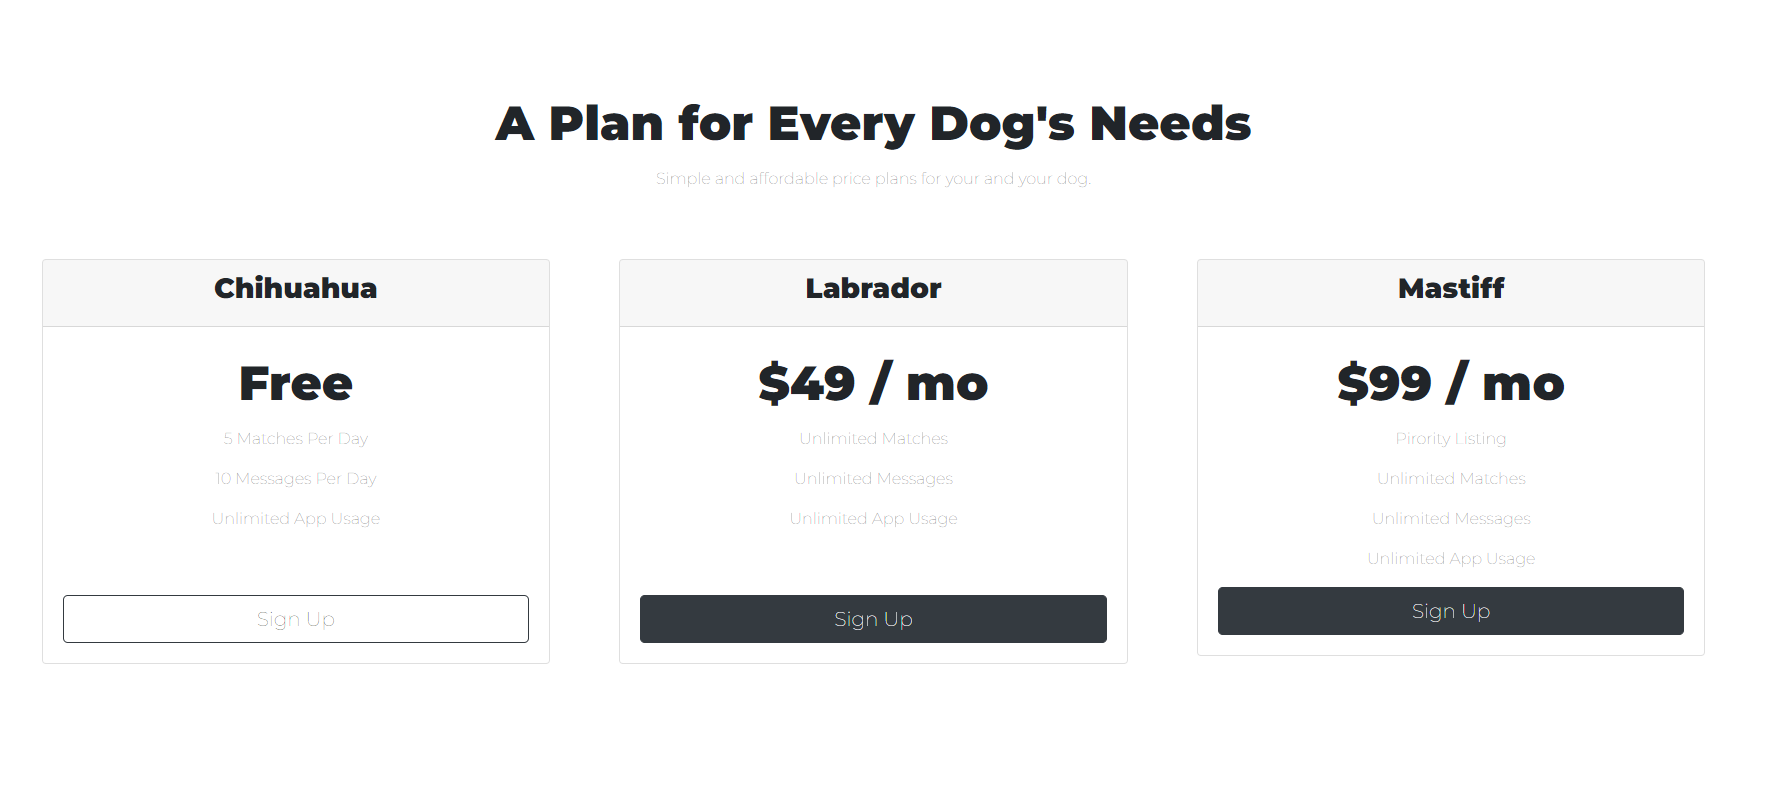 A Plan for Every Dog's Needs
Simple and affordable price plans for your and your dog.
Chihuahua
Free
5 Matches Per Day
10 Messages Per Day
Unlimited App Usage
Sign Up
Labrador
$49 / mo
Unlimited Matches
Unlimited Messages
Unlimited App Usage
Sign Up
Mastiff
$99 / mo
Pirority Listing
Unlimited Matches
Unlimited Messages
Unlimited App Usage
Sign Up